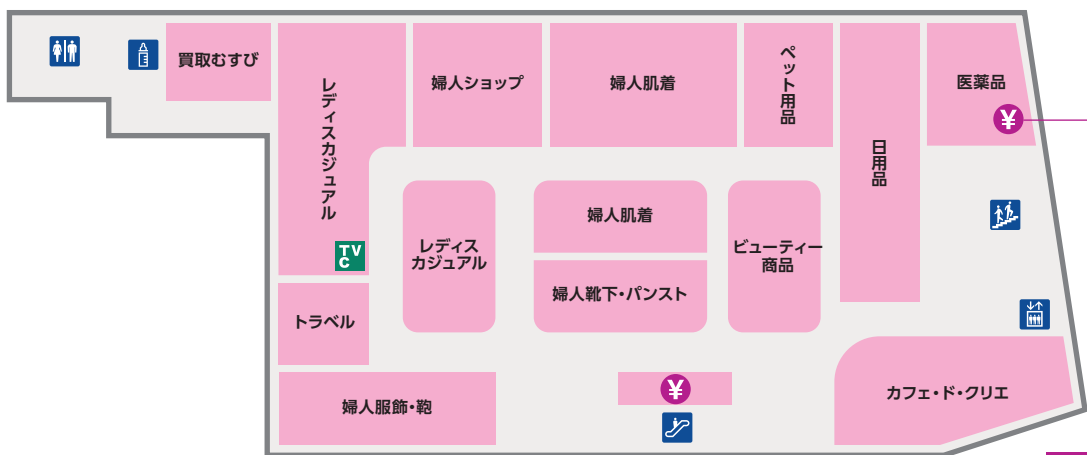 買取むすび
レディスカジュアル
婦人ショップ
婦人肌着
ペット用品
日用品
医薬品
¥
レディス
カジュアル
婦人肌着
婦人靴下・パンスト
ビューティー
商品
TV
C
トラベル
婦人服飾・鞄
¥
カフェ・ド・クリエ